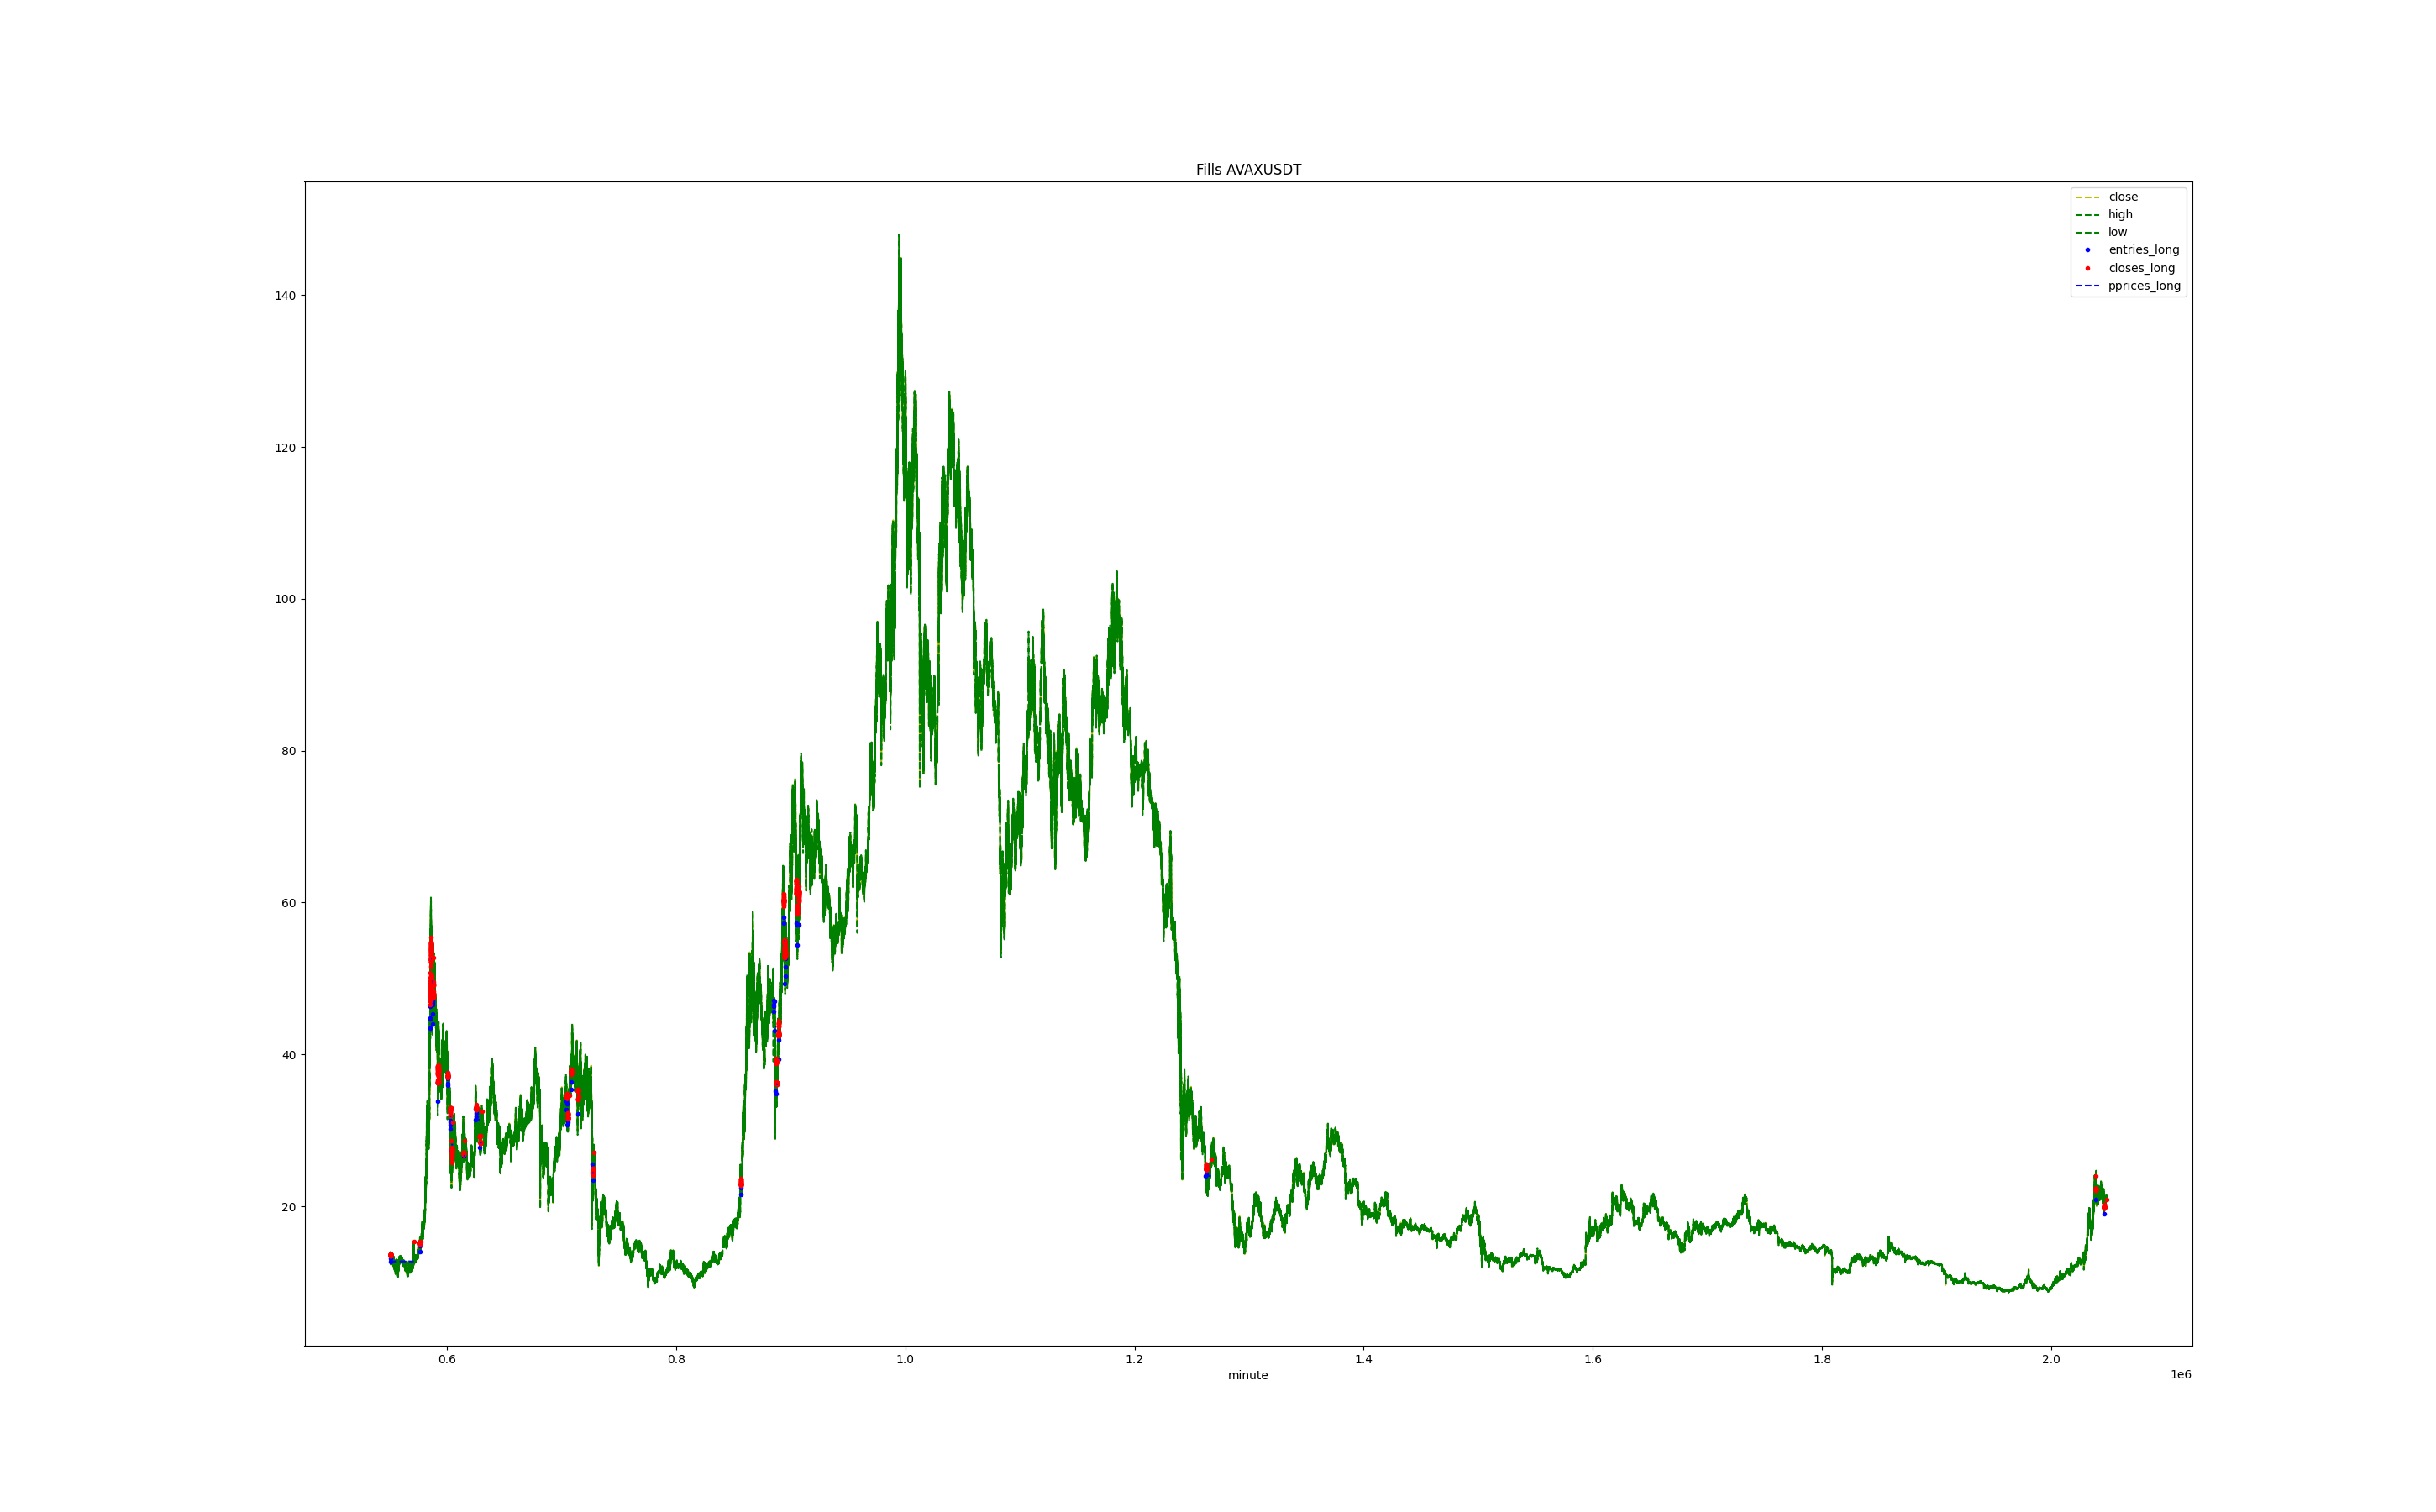 Fills AVAXUSDT
close
high
low
entries_long
closes_long
pprices_long
140
120
100
80
60
40
20
0.6 0.8 1.0 1.2 1.4 1.6 1.8 2.0
minute 1e6